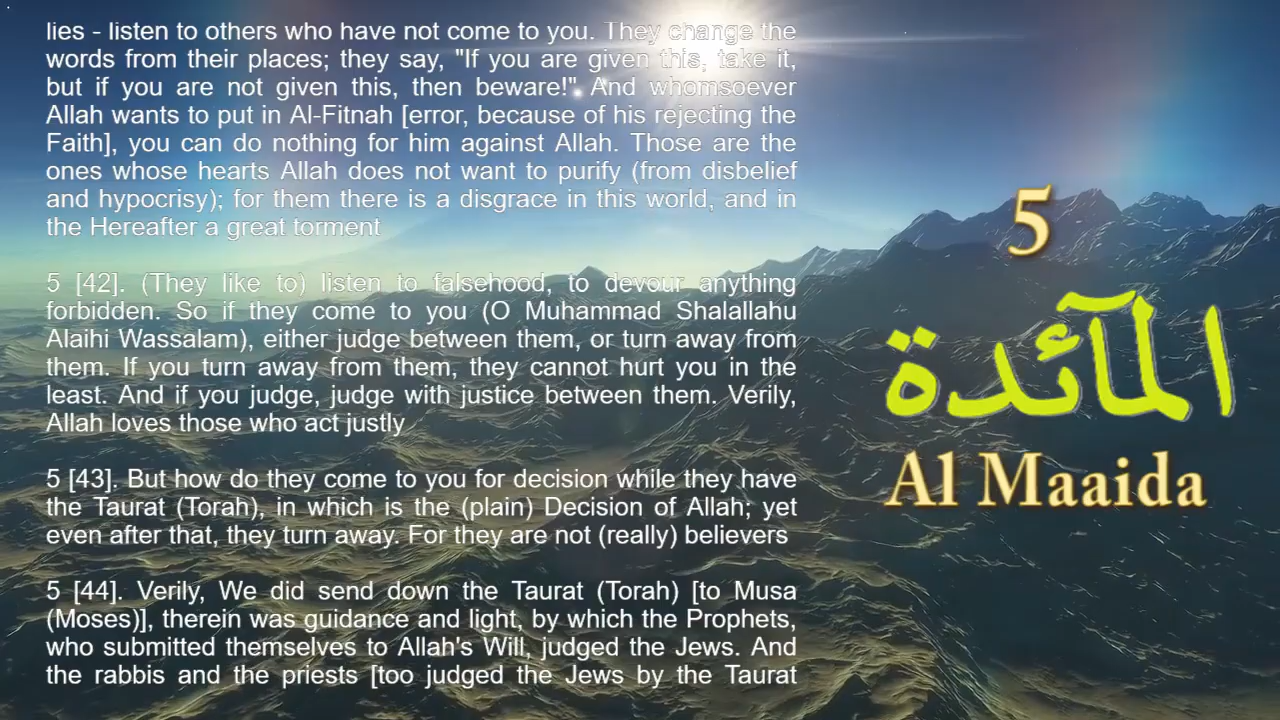 lies - listen to others who have not come to you. They change the
words from their places; they say, "If you are given this, take it,
but if you are not given this, then beware!". And whomsoever
Allah wants to put in Al-Fitnah [error, because of his rejecting the
Faith], you can do nothing for him against Allah. Those are the
ones whose hearts Allah does not want to purify (from disbelief
and hypocrisy); for them there is a disgrace in this world, and in
the Hereafter a great torment
5 [42]. (They like to) listen to falsehood, to devour anything
forbidden. So if they come to you (O Muhammad Shalallahu
Alaihi Wassalam), either judge between them, or turn away from
them. If you turn away from them, they cannot hurt you in the
least. And if you judge, judge with justice between them. Verily,
Allah loves those who act justly
5 [43]. But how do they come to you for decision while they have
the Taurat (Torah), in which is the (plain) Decision of Allah; yet
even after that, they turn away. For they are not (really) believers
5 [44]. Verily, We did send down the Taurat (Torah) [to Musa
(Moses)], therein was guidance and light, by which the Prophets,
who submitted themselves to Allah's Will, judged the Jews. And
the rabbis and the priests [too judged the Jews by the Taurat
5
المآئدة
Al Maaida